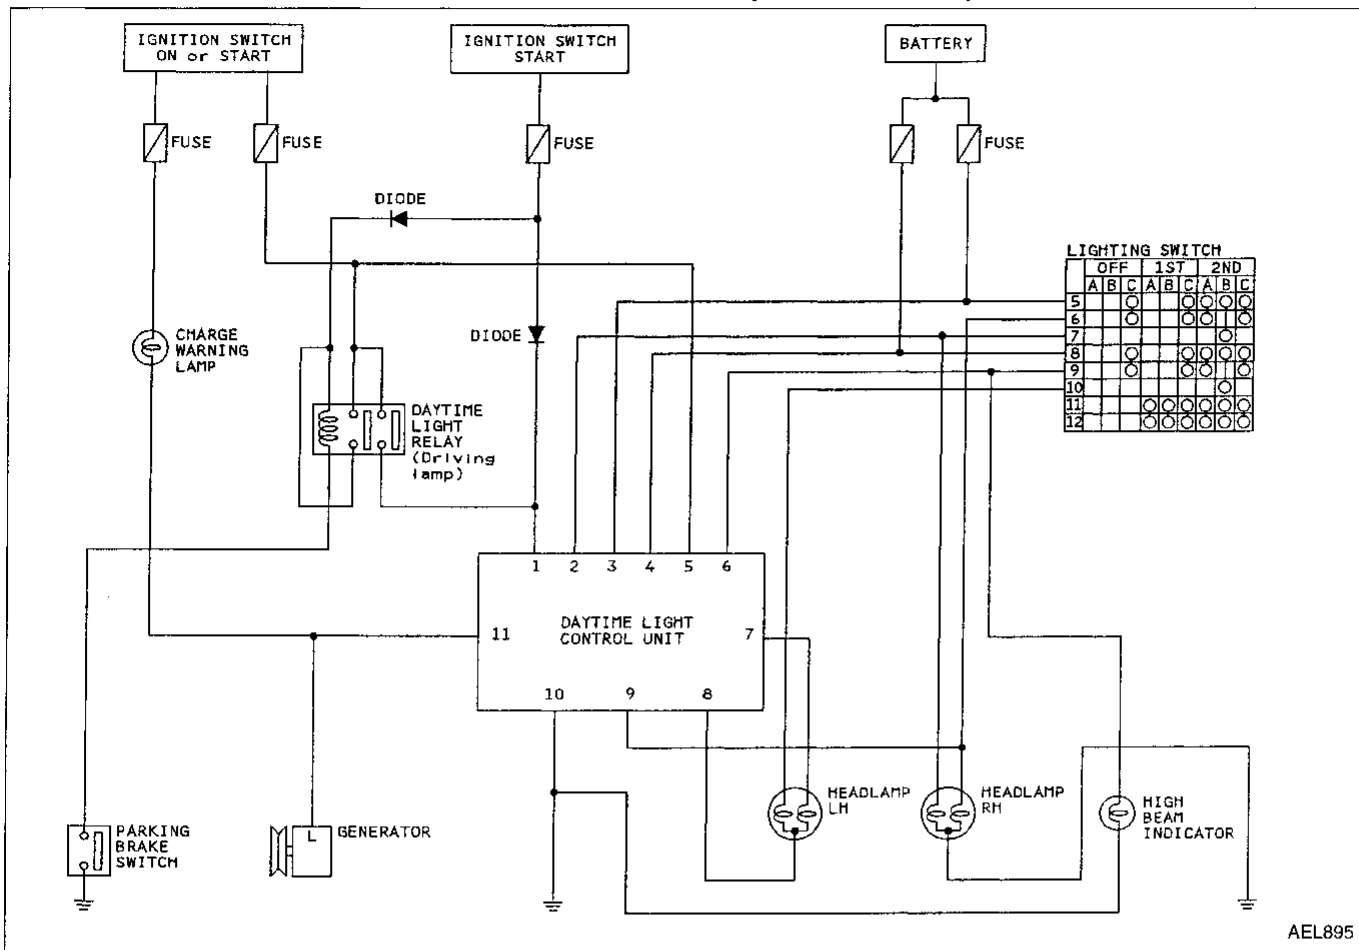 IGNITION SWITCH
ON or START
IGNITION SWITCH
START
BATTERY
FUSE
FUSE
FUSE
FUSE
DIODE
LIGHTING SWITCH
OFF 1ST 2ND
A B C A B C A B C
5
6
7
8
9
10
11
12
DIODE
CHARGE
WARNING
LAMP
DAYTIME
LIGHT
RELAY
(Driving
lamp)
1 2 3 4 5 6
DAYTIME LIGHT
CONTROL UNIT
11
7
10 9 8
HEADLAMP
LH
HEADLAMP
RH
HIGH
BEAM
INDICATOR
PARKING
BRAKE
SWITCH
L
GENERATOR
AEL895